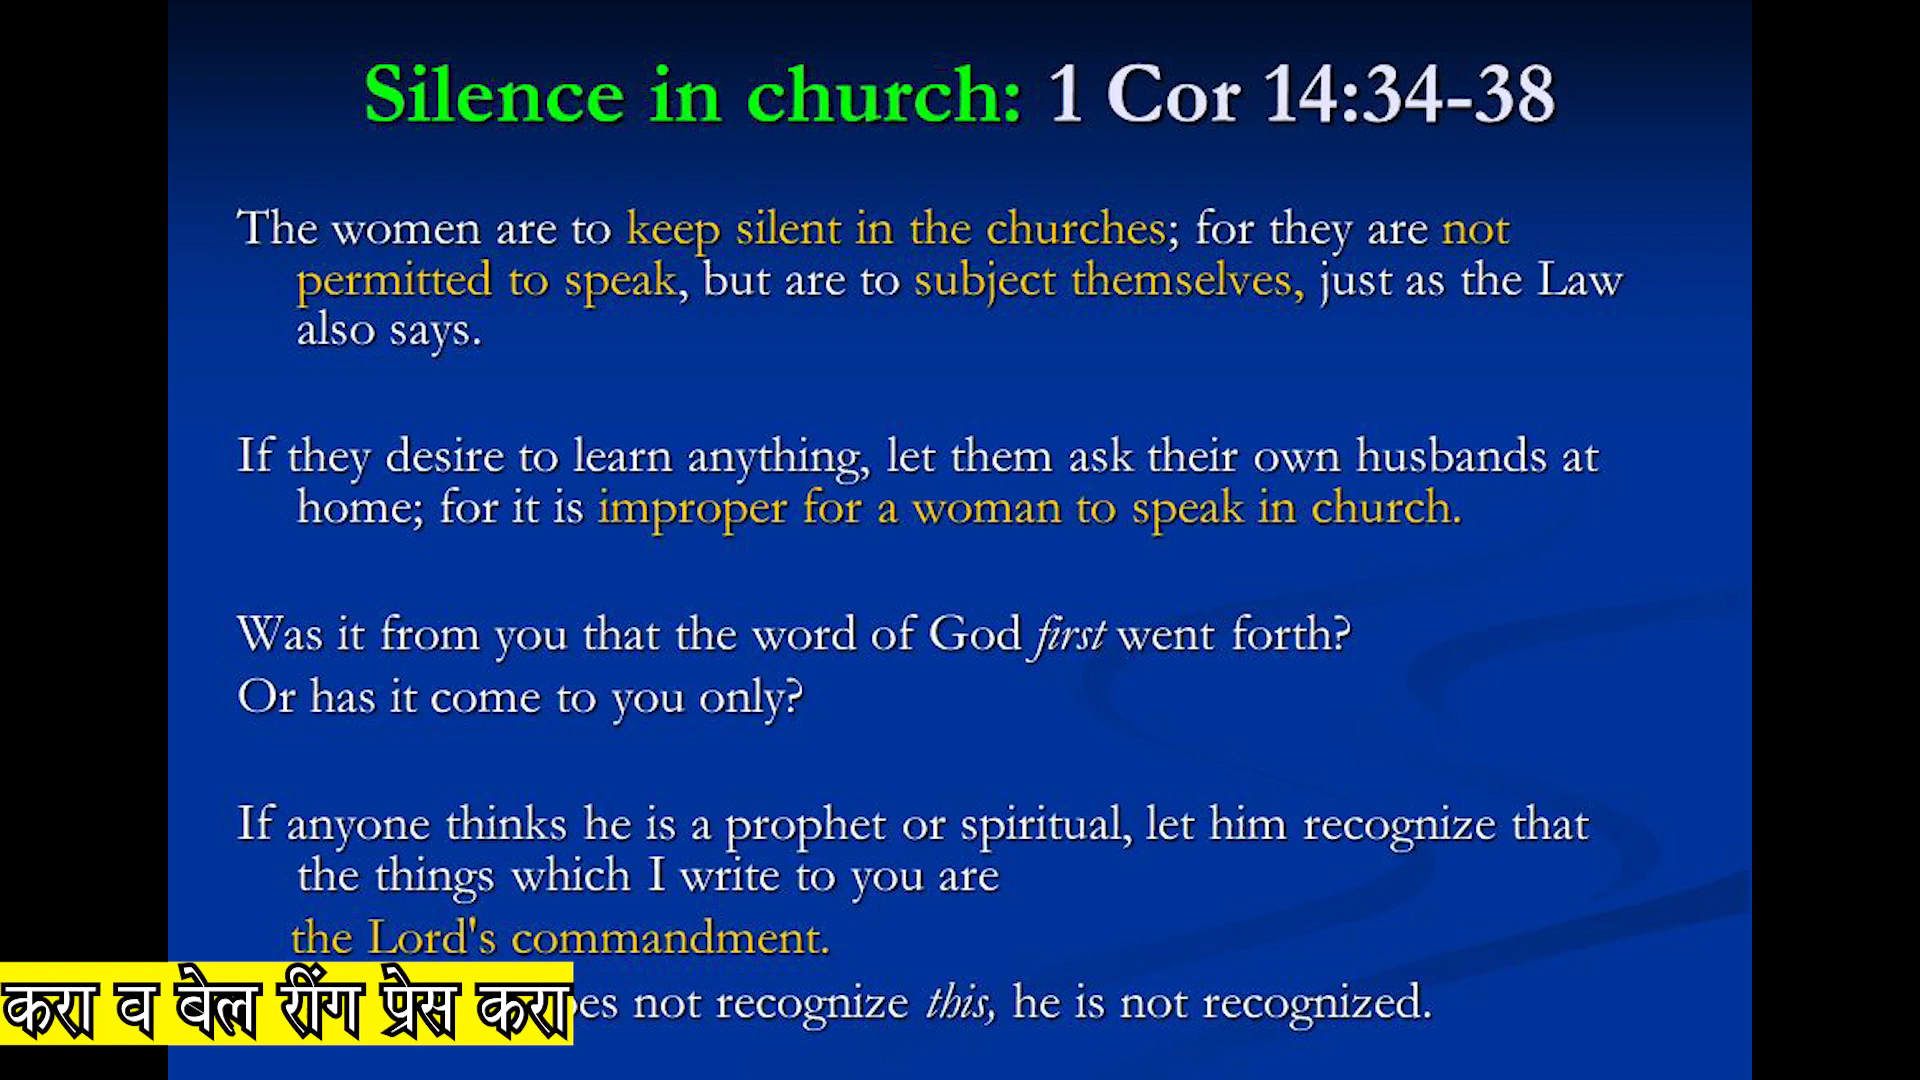 Silence in church: 1 Cor 14:34-38
The women are to keep silent in the churches; for they are not
permitted to speak, but are to subject themselves, just as the Law
also says.
If they desire to learn anything, let them ask their own husbands at
home; for it is improper for a woman to speak in church.
Was it from you that the word of God first went forth?
Or has it come to you only?
If anyone thinks he is a prophet or spiritual, let him recognize that
the things which I write to you are
the Lord's commandment.
not recognize this, he is not recognized.
करा व बेल रींग प्रेस करा